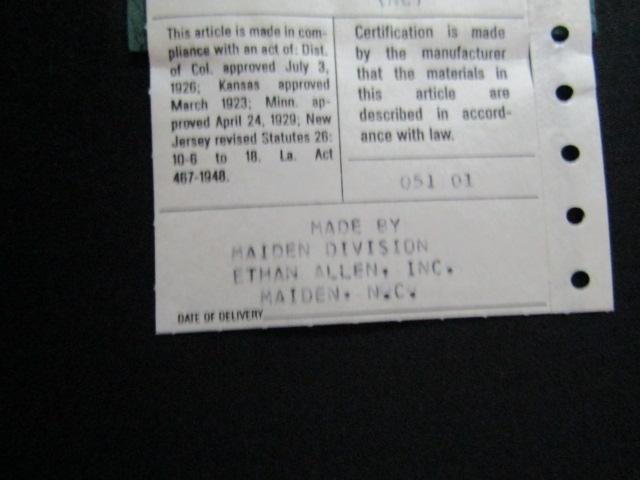 This article is made in com-
pliance with an act of: Dist.
of Col. approved July 3,
1926; Kansas approved
March 1923; Minn. ap-
proved April 24, 1929; New
Jersey revised Statutes 26:
10-6 to 18. La. Act
467-1948.
Certification is made
by the manufacturer
that the materials in
this article are
described in accord-
ance with law.
051 01
MADE BY
MAIDEN DIVISION
ETHAN ALLEN, INC.
MAIDEN, N.C.
DATE OF DELIVERY